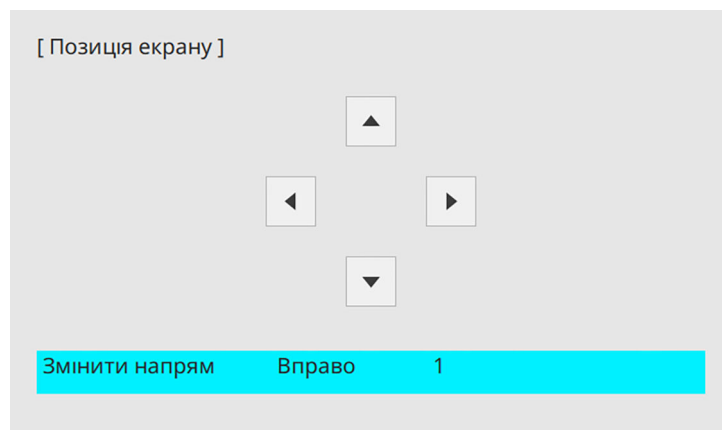 [ Позиція екрану ]
Змінити напрям Вправо 1